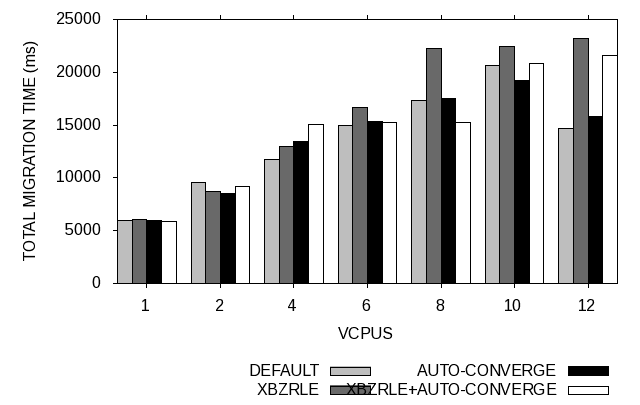 25000
20000
15000
10000
5000
0
TOTAL MIGRATION TIME (ms)
1 2 4 6 8 10 12
VCPUS
DEFAULT AUTO-CONVERGE
XBZRLE XBZRLE+AUTO-CONVERGE